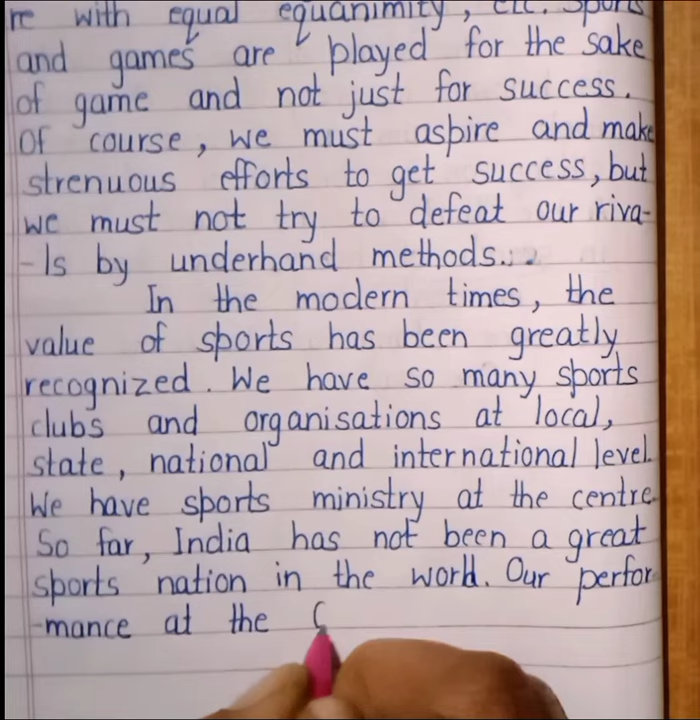 re with equal equanimity, etc. Sports
and games are played for the sake
of game and not just for success.
Of course, we must aspire and make
strenuous efforts to get success, but
we must not try to defeat our riva-
-ls by underhand methods.
In the modern times, the
value of sports has been greatly
recognized. We have so many sports
clubs and organisations at local,
state, national and international level.
We have sports ministry at the centre.
So far, India has not been a great
sports nation in the world. Our perfor-
-mance at the